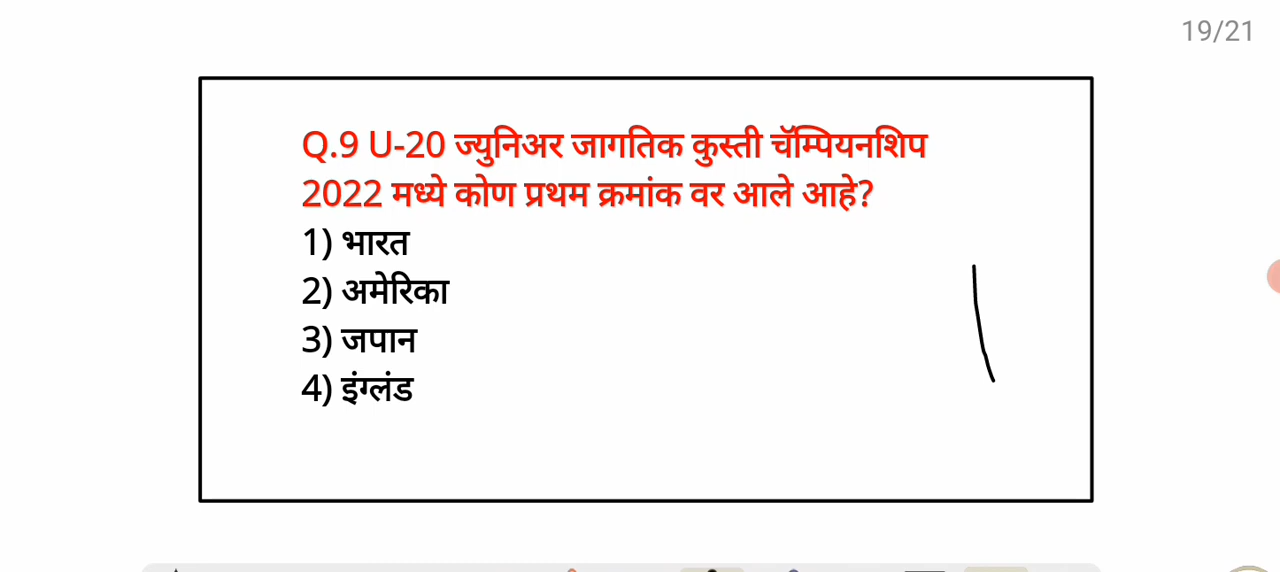 19/21
Q.9 U-20 ज्युनिअर जागतिक कुस्ती चॅम्पियनशिप
2022 मध्ये कोण प्रथम क्रमांक वर आले आहे?
1) भारत
2) अमेरिका
3) जपान
4) इंग्लंड